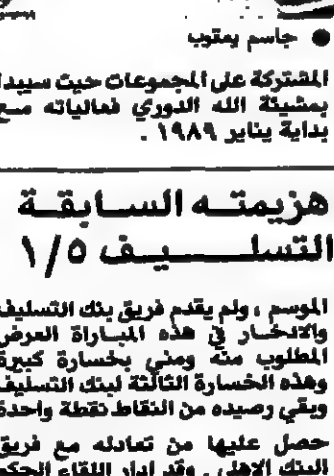 ● جاسم يعقوب
المشتركة على المجموعات حيث سيبدا
بمشيئة الله الدوري فعالياته مع
بداية يناير ١٩٨٩ .
هزيمته السابقة
التسليف ١/٥
الموسم ، ولم يقدم فريق بنك التسليف
والادخار في هذه المباراة العرض
المطلوب منه ومني بخسارة كبيرة
وهذه الخسارة الثالثة لبنك التسليف
وبقي رصيده من النقاط نقطة واحدة
حصل عليها من تعادله مع فريق
البنك الاهلي . وقد ادار اللقاء الحكم